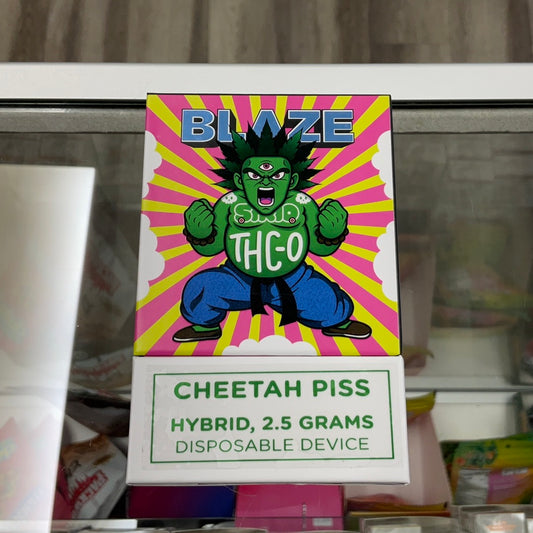 BLAZE
THC-O
CHEETAH PISS
HYBRID, 2.5 GRAMS
DISPOSABLE DEVICE